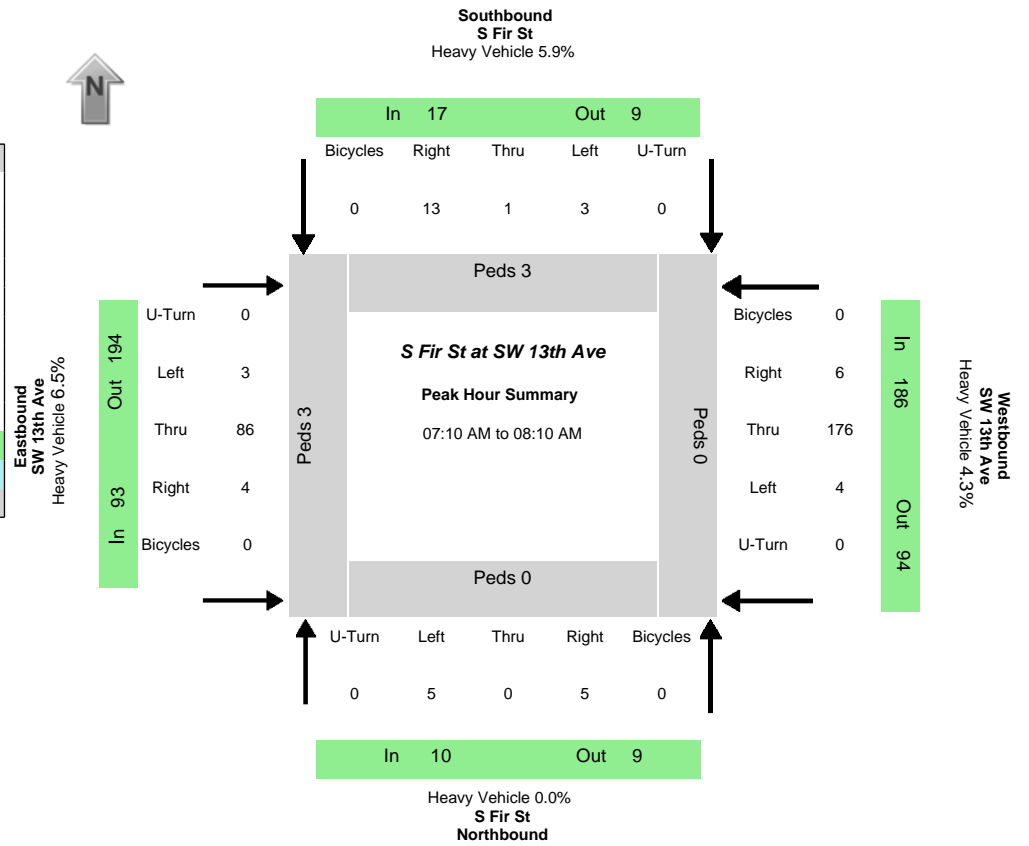 Southbound
S Fir St
Heavy Vehicle 5.9%
N
In 17 Out 9
Bicycles Right Thru Left U-Turn
0 13 1 3 0
Peds 3
Eastbound
SW 13th Ave
Heavy Vehicle 6.5%
Out 194
In 93
U-Turn 0
Left 3
Thru 86
Right 4
Bicycles 0
Peds 3
S Fir St at SW 13th Ave
Peak Hour Summary
07:10 AM to 08:10 AM
Peds 0
Bicycles 0
Right 6
Thru 176
Left 4
U-Turn 0
In 186
Out 94
Westbound
SW 13th Ave
Heavy Vehicle 4.3%
Peds 0
U-Turn Left Thru Right Bicycles
0 5 0 5 0
In 10 Out 9
Heavy Vehicle 0.0%
S Fir St
Northbound